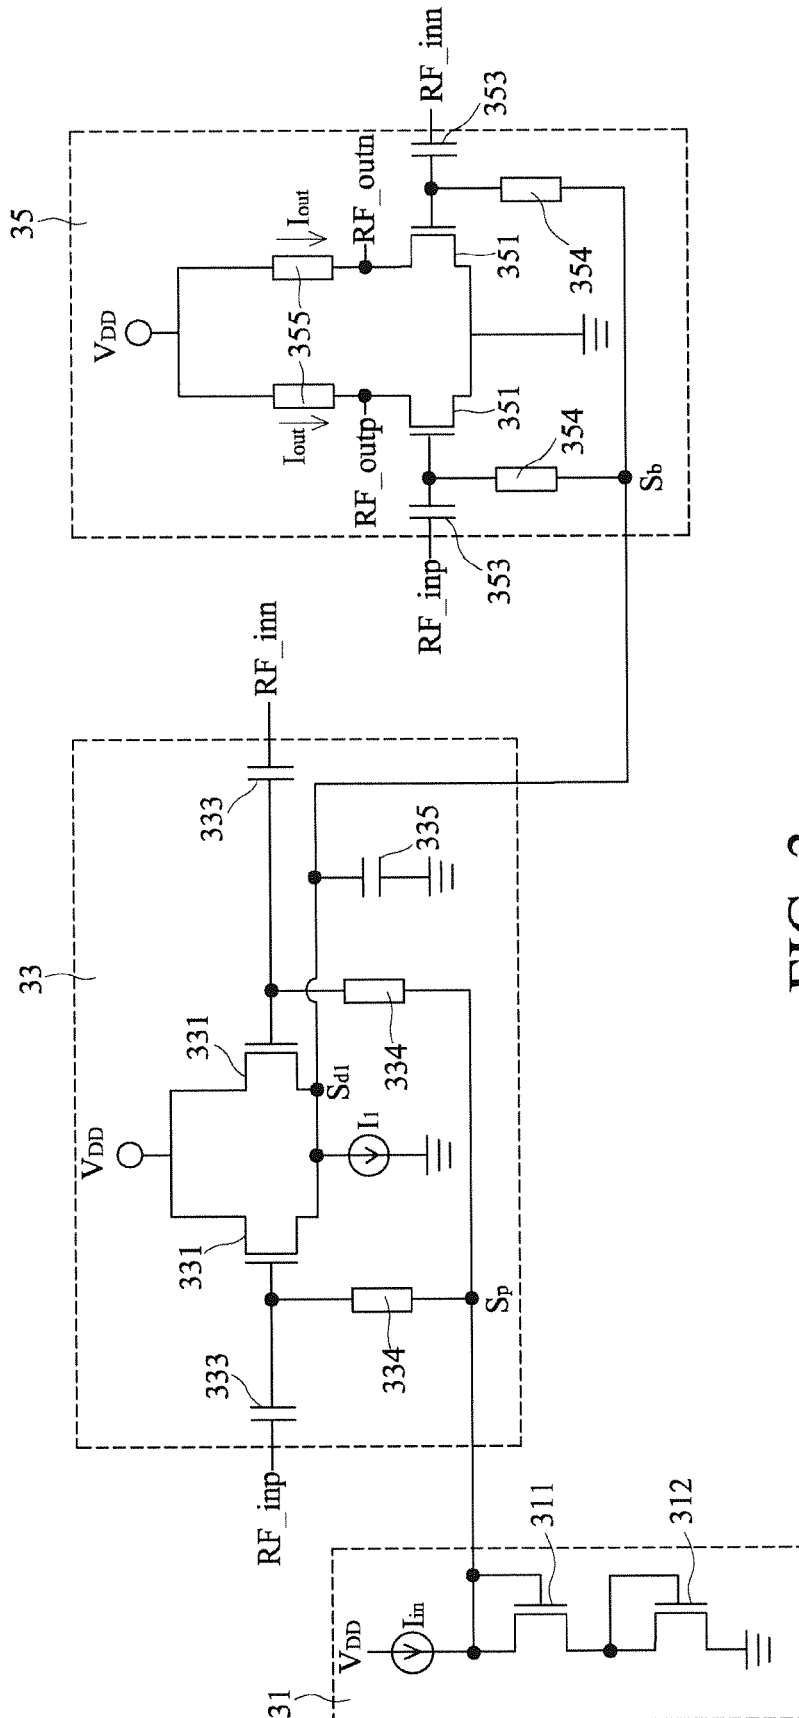 31
VDD
Iin
311
312
33
VDD
331
331
RF_inp
333
333
RF_inn
334
334
Sd1
I1
335
Sp
35
VDD
Iout
355
Iout
RF_outp
RF_outn
RF_inp
353
353
RF_inn
351
351
354
354
Sb
FIG.